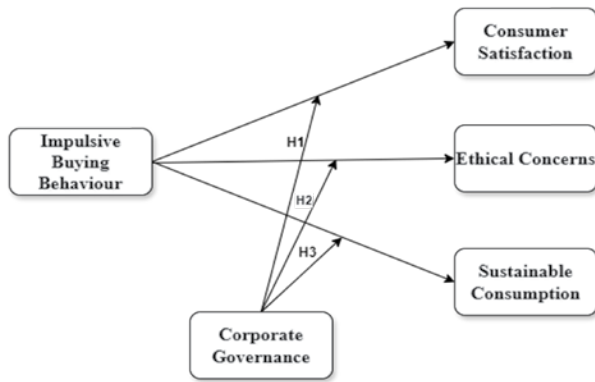 Consumer
Satisfaction
H1
Impulsive
Buying
Behaviour
Ethical Concerns
H2
H3
Sustainable
Consumption
Corporate
Governance